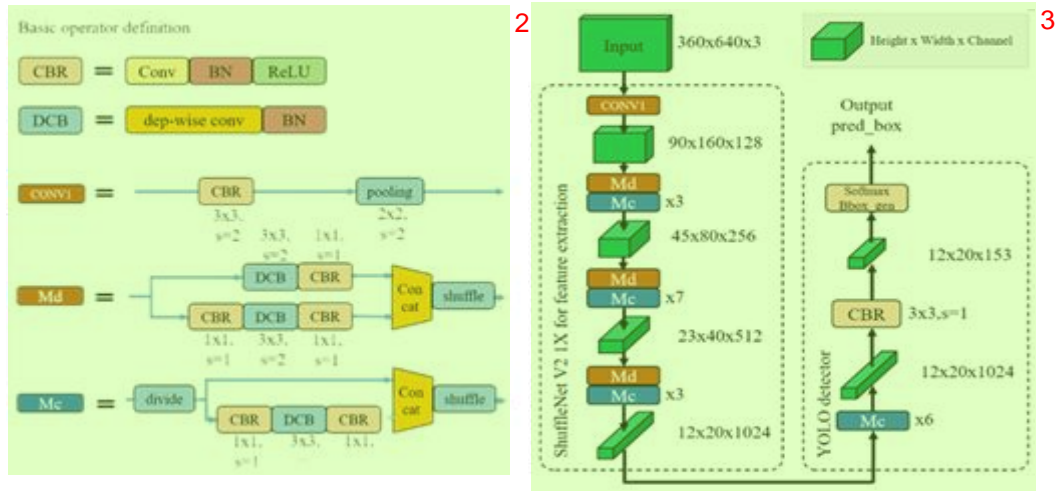 Basic operator definition
2
CBR = Conv BN ReLU
DCB = dep-wise conv BN
CONV1 = CBR pooling
3x3, 2x2,
s=2 s=2
3x3, 1x1,
s=2 s=1
DCB CBR
Md = Con cat shuffle
CBR DCB CBR
1x1, 3x3, 1x1,
s=1 s=2 s=1
Mc = divide Con cat shuffle
CBR DCB CBR
1x1, 3x3, 1x1,
s=1
3
Input 360x640x3
Height x Width x Channel
ShuffleNet V2 1X for feature extraction
CONV1
90x160x128
Md
Mc x3
45x80x256
Md
Mc x7
23x40x512
Md
Mc x3
12x20x1024
Output
pred_box
YOLO detector
Softmax
Bbox_gen
12x20x153
CBR 3x3,s=1
12x20x1024
Mc x6